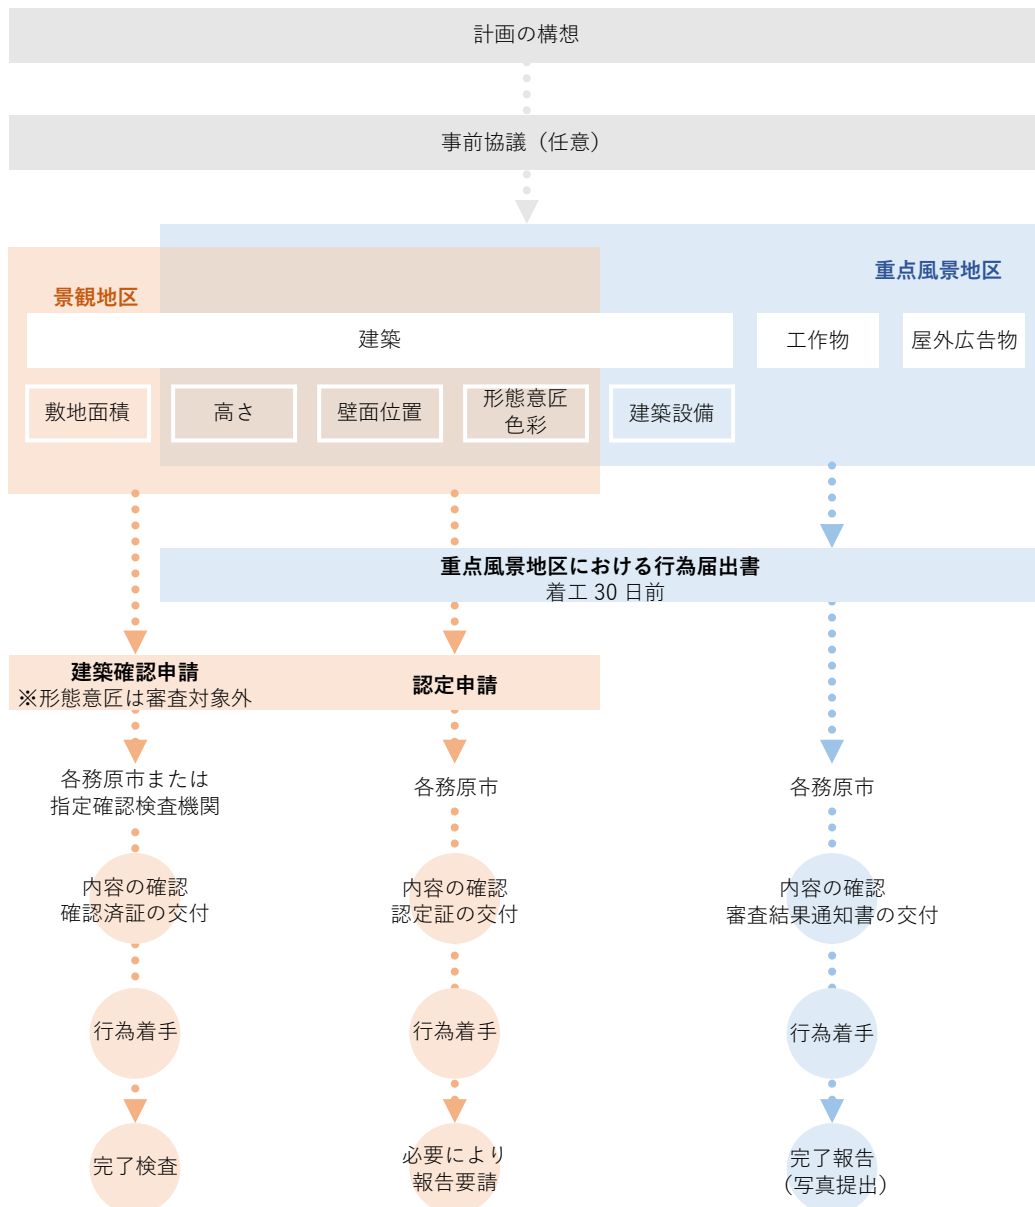 計画の構想
事前協議（任意）
重点風景地区
景観地区
建築
工作物
屋外広告物
敷地面積
高さ
壁面位置
形態意匠
色彩
建築設備
重点風景地区における行為届出書
着工 30 日前
建築確認申請
※形態意匠は審査対象外
認定申請
各務原市または
指定確認検査機関
各務原市
各務原市
内容の確認
確認済証の交付
内容の確認
認定証の交付
内容の確認
審査結果通知書の交付
行為着手
行為着手
行為着手
完了検査
必要により
報告要請
完了報告
（写真提出）